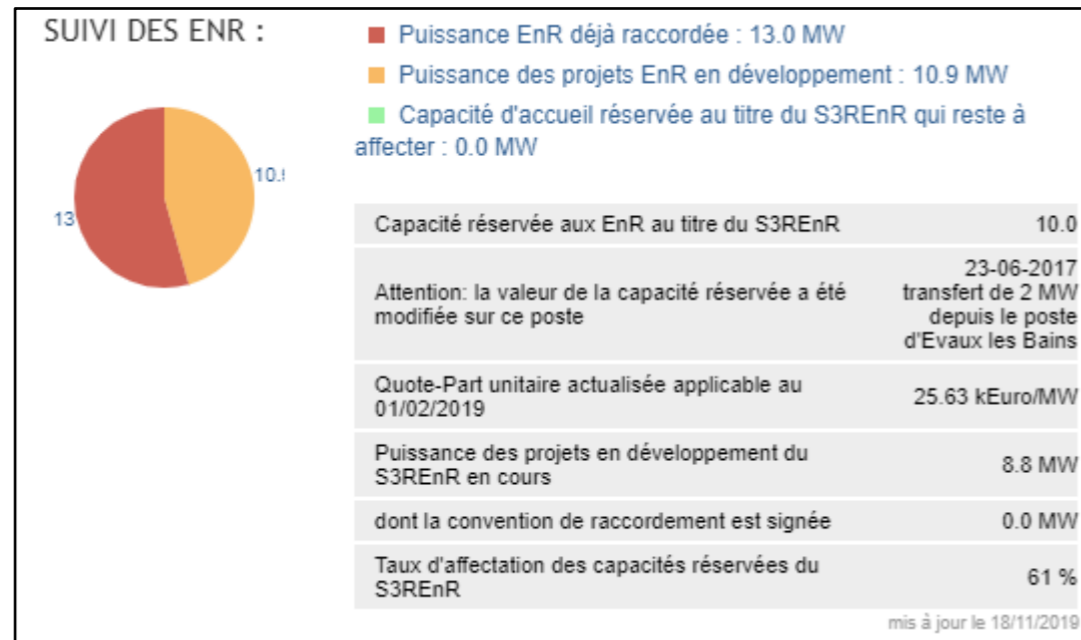 SUIVI DES ENR :
Puissance EnR déjà raccordée : 13.0 MW
Puissance des projets EnR en développement : 10.9 MW
Capacité d'accueil réservée au titre du S3REnR qui reste à
affecter : 0.0 MW
13
10.
Capacité réservée aux EnR au titre du S3REnR 10.0
Attention: la valeur de la capacité réservée a été
modifiée sur ce poste
23-06-2017
transfert de 2 MW
depuis le poste
d'Evaux les Bains
Quote-Part unitaire actualisée applicable au
01/02/2019
25.63 kEuro/MW
Puissance des projets en développement du
S3REnR en cours
8.8 MW
dont la convention de raccordement est signée 0.0 MW
Taux d'affectation des capacités réservées du
S3REnR
61 %
mis à jour le 18/11/2019